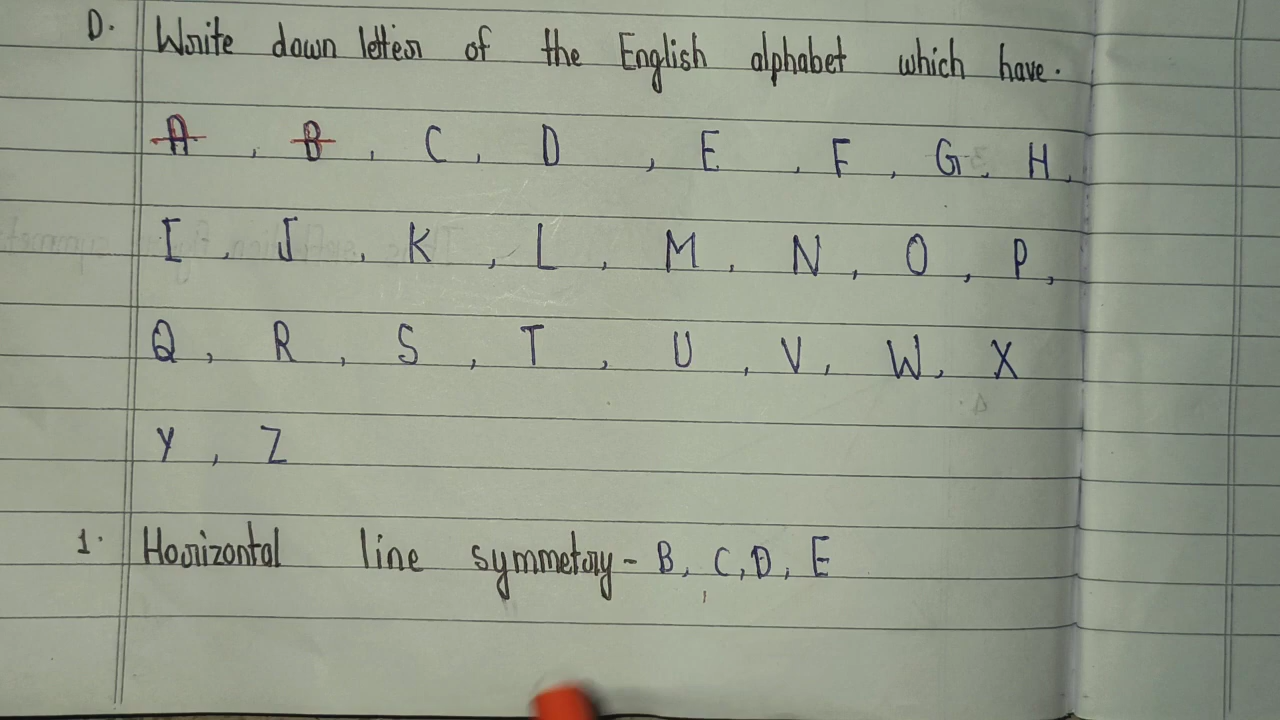 D. Write down letter of the English alphabet which have.
A, B, C, D, E, F, G, H,
I, J, K, L, M, N, O, P,
Q, R, S, T, U, V, W, X
Y, Z
1. Horizontal line symmetry - B, C, D, E